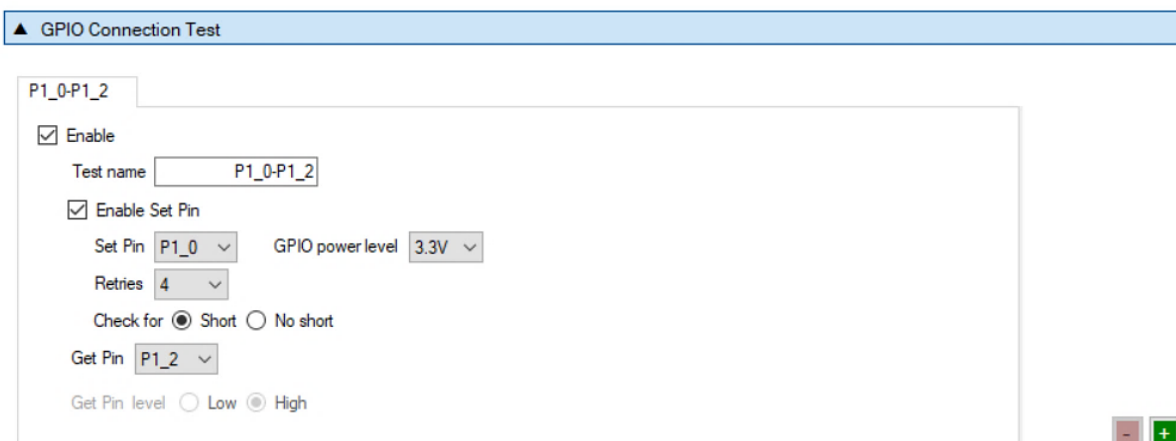 ▲ GPIO Connection Test
P1_0-P1_2
Enable
Test name P1_0-P1_2
Enable Set Pin
Set Pin P1_0 GPIO power level 3.3V
Retries 4
Check for Short No short
Get Pin P1_2
Get Pin level Low High
- +